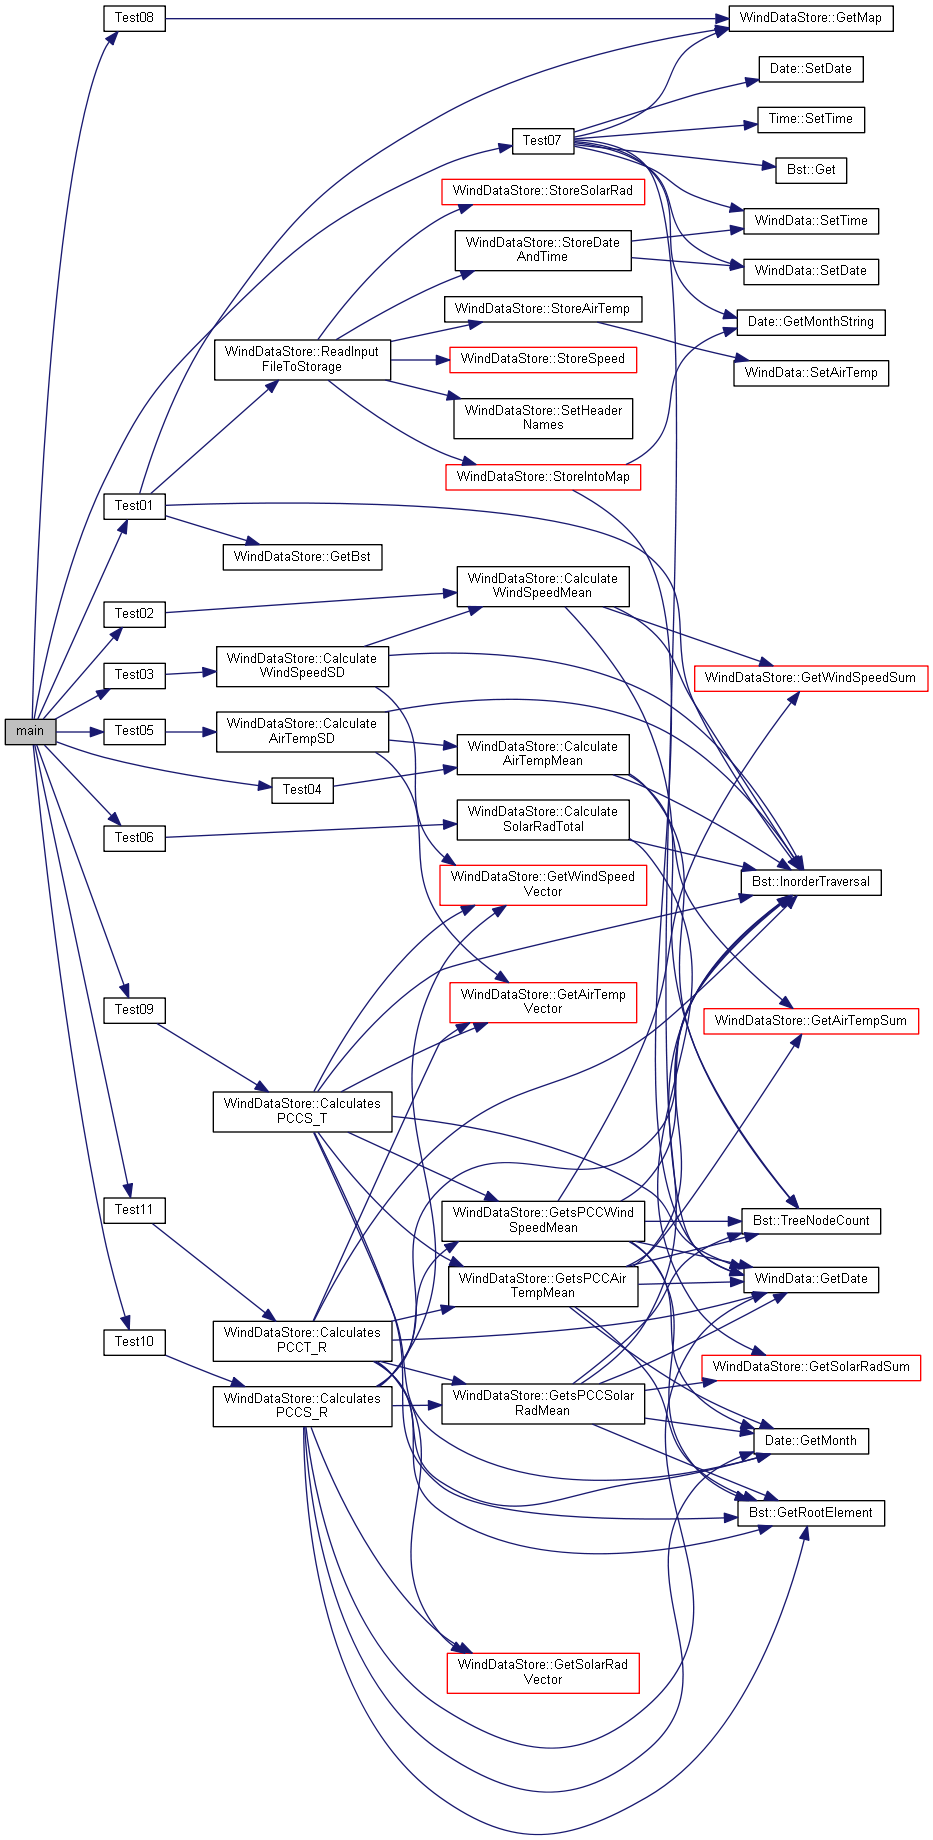 Test08
WindDataStore::GetMap
Date::SetDate
Time::SetTime
Test07
Bst::Get
WindDataStore::StoreSolarRad
WindData::SetTime
WindDataStore::StoreDate
AndTime
WindData::SetDate
WindDataStore::StoreAirTemp
Date::GetMonthString
WindDataStore::ReadInput
FileToStorage
WindDataStore::StoreSpeed
WindData::SetAirTemp
WindDataStore::SetHeader
Names
WindDataStore::StoreIntoMap
Test01
WindDataStore::GetBst
WindDataStore::Calculate
WindSpeedMean
Test02
WindDataStore::Calculate
WindSpeedSD
Test03
WindDataStore::GetWindSpeedSum
main
Test05
WindDataStore::Calculate
AirTempSD
WindDataStore::Calculate
AirTempMean
Test04
WindDataStore::Calculate
SolarRadTotal
Test06
WindDataStore::GetWindSpeed
Vector
Bst::InorderTraversal
WindDataStore::GetAirTemp
Vector
Test09
WindDataStore::GetAirTempSum
WindDataStore::Calculates
PCCS_T
Test11
WindDataStore::GetsPCCWind
SpeedMean
Bst::TreeNodeCount
WindDataStore::GetsPCCAir
TempMean
WindData::GetDate
WindDataStore::Calculates
PCCT_R
Test10
WindDataStore::GetSolarRadSum
WindDataStore::Calculates
PCCS_R
WindDataStore::GetsPCCSolar
RadMean
Date::GetMonth
Bst::GetRootElement
WindDataStore::GetSolarRad
Vector